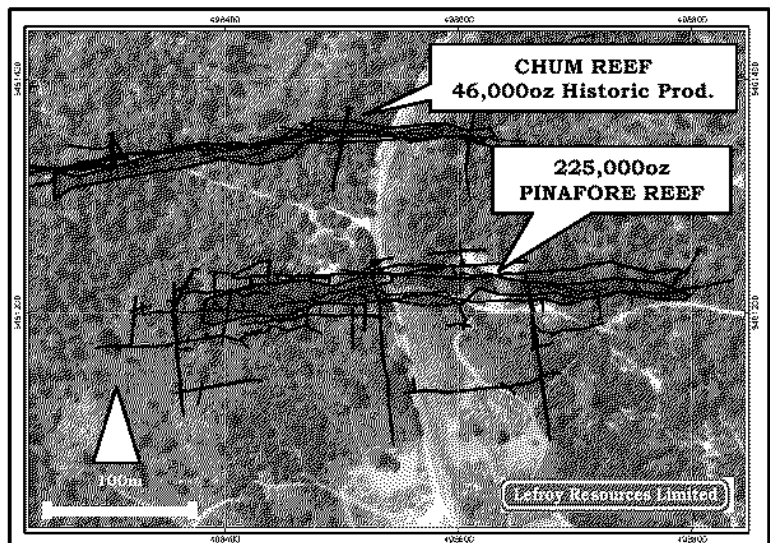 CHUM REEF
46,000oz Historic Prod.
225,000oz
PINAFORE REEF
100m
Lefroy Resources Limited